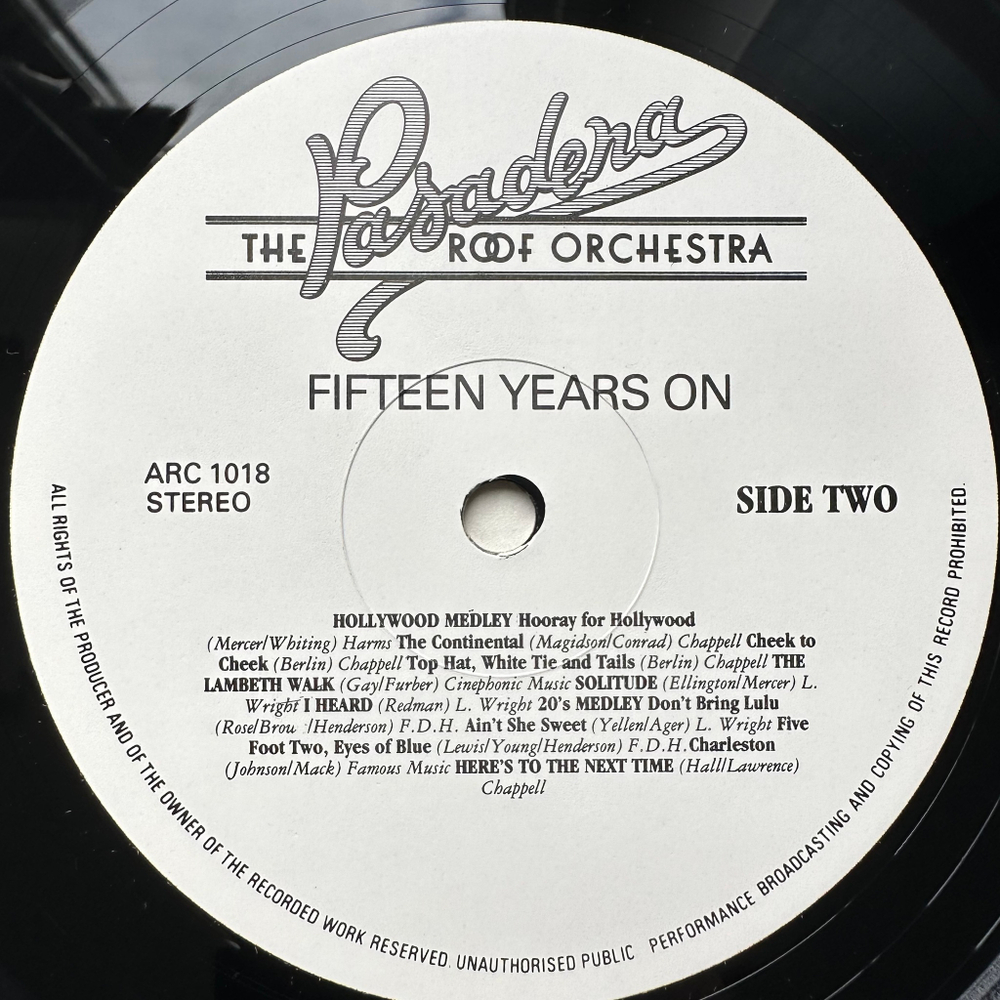 Pasadena
THE ROOF ORCHESTRA
FIFTEEN YEARS ON
ARC 1018
STEREO
SIDE TWO
HOLLYWOOD MEDLEY Hooray for Hollywood
(Mercer/Whiting) Harms The Continental (Magidson/Conrad) Chappell Cheek to
Cheek (Berlin) Chappell Top Hat, White Tie and Tails (Berlin) Chappell THE
LAMBETH WALK (Gay/Furber) Cinephonic Music SOLITUDE (Ellington/Mercer) L.
Wright I HEARD (Redman) L. Wright 20's MEDLEY Don't Bring Lulu
(Rose/ /Henderson) F.D.H. Ain't She Sweet (Yellen/Ager) L. Wright Five
Foot Two, Eyes of Blue (Lewis/Young/Henderson) F.D.H. Charleston
(Johnson/Mack) Famous Music HERE'S TO THE NEXT TIME (Hall/Lawrence)
Chappell
ALL RIGHTS OF THE PRODUCER AND OF THE OWNER OF THE RECORDED WORK RESERVED. UNAUTHORISED PUBLIC PERFORMANCE BROADCASTING AND COPYING OF THIS RECORD PROHIBITED.